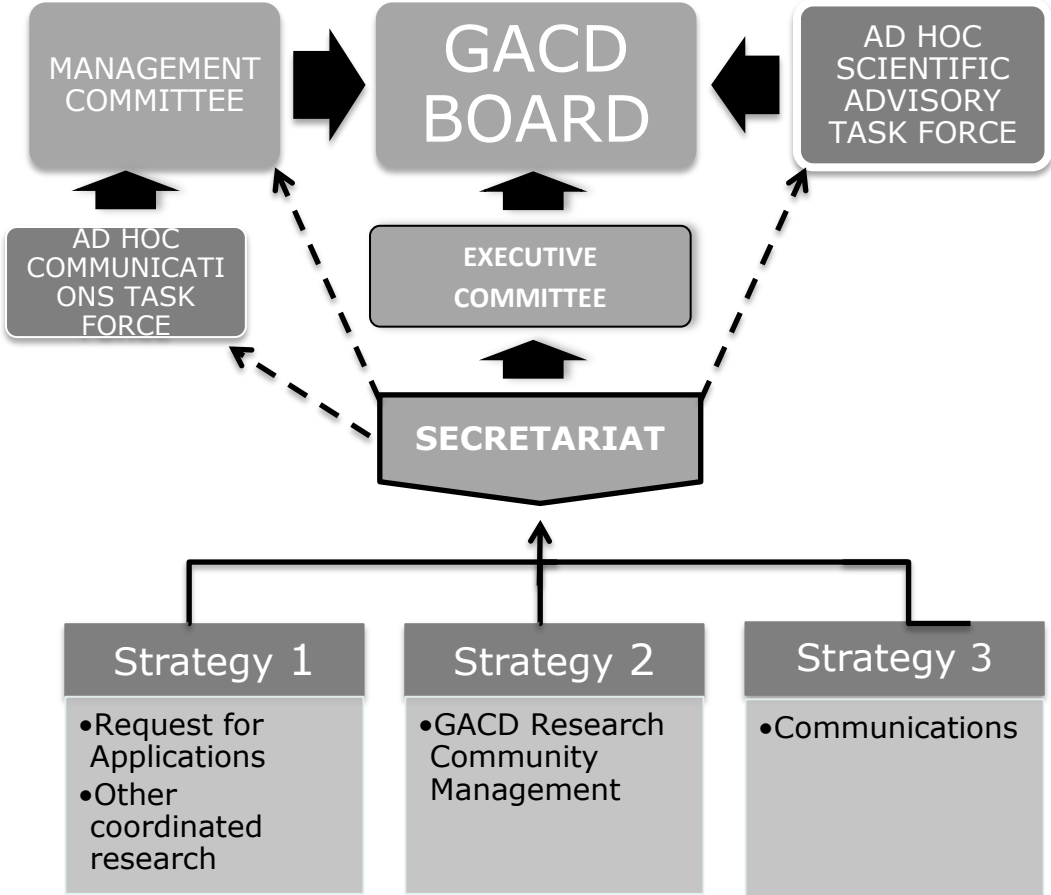 MANAGEMENT
COMMITTEE
GACD
BOARD
AD HOC
SCIENTIFIC
ADVISORY
TASK FORCE
AD HOC
COMMUNICATI
ONS TASK
FORCE
EXECUTIVE
COMMITTEE
SECRETARIAT
Strategy 1
•Request for
Applications
•Other
coordinated
research
Strategy 2
•GACD Research
Community
Management
Strategy 3
•Communications